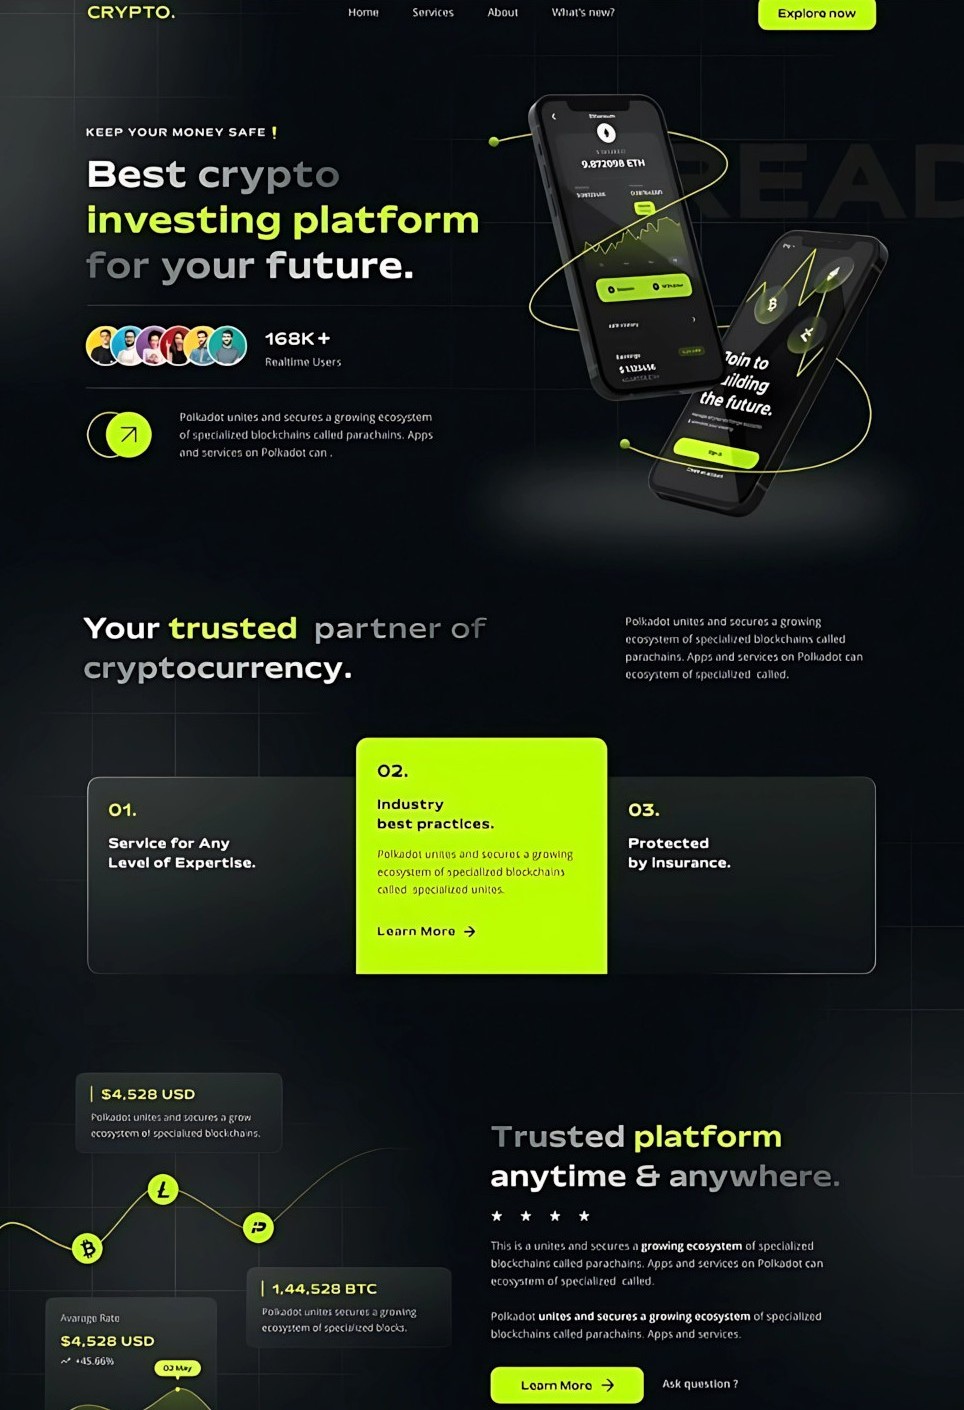 CRYPTO.
Home Services About What's new? Explore now
KEEP YOUR MONEY SAFE !
Best crypto
investing platform
for your future.
168K+
Realtime Users
Polkadot unites and secures a growing ecosystem
of specialized blockchains called parachains. Apps
and services on Polkadot can .
READ
Ethereum
9.872098 ETH
Earnings
$ 1,123456
Join to
uilding
the future.
Your trusted partner of
cryptocurrency.
Polkadot unites and secures a growing
ecosystem of specialized blockchains called
parachains. Apps and services on Polkadot can
ecosystem of specialized called.
01.
Service for Any
Level of Expertise.
02.
Industry
best practices.
Polkadot unites and secures a growing
ecosystem of specialized blockchains
called specialized unites.
Learn More →
03.
Protected
by Insurance.
$4,528 USD
Polkadot unites and secures a grow
ecosystem of specialized blockchains.
1,44,528 BTC
Polkadot unites secures a growing
ecosystem of specialized blocks.
Avarage Rate
$4,528 USD
+45.66%
03 May
Trusted platform
anytime & anywhere.
★ ★ ★ ★
This is a unites and secures a growing ecosystem of specialized
blockchains called parachains. Apps and services on Polkadot can
ecosystem of specialized called.
Polkadot unites and secures a growing ecosystem of specialized
blockchains called parachains. Apps and services.
Learn More → Ask question ?